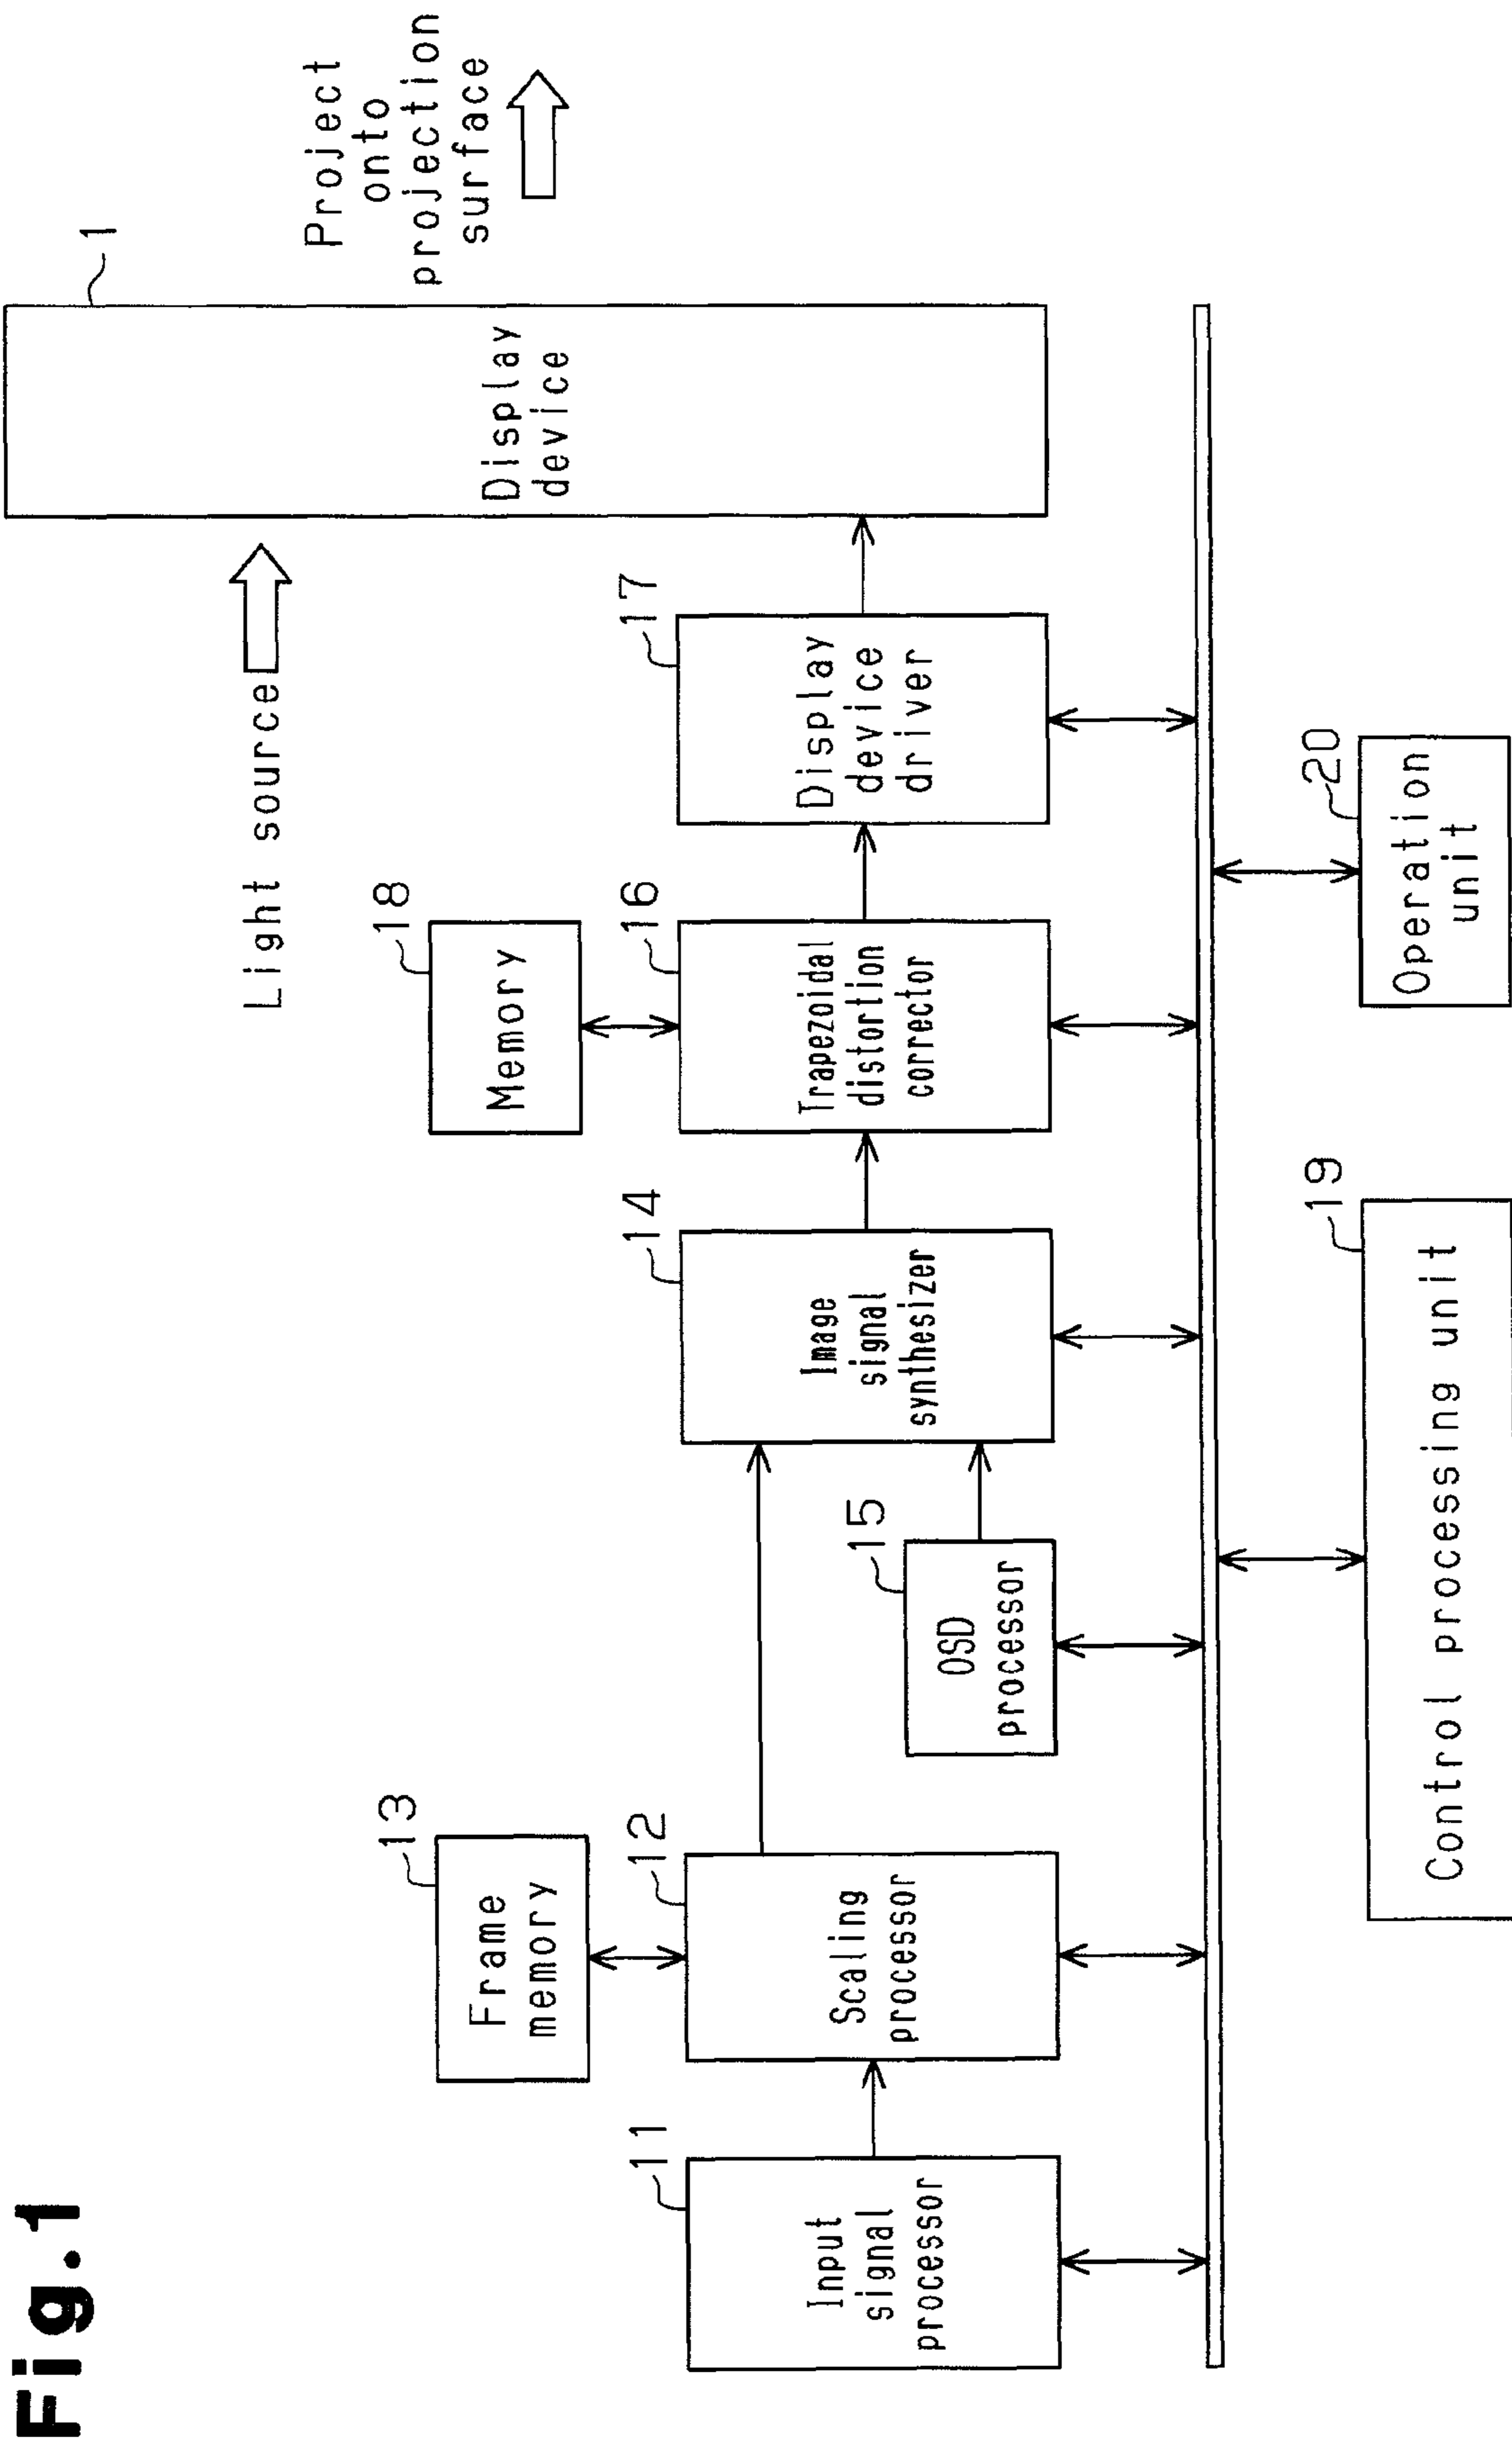 Fig.1
Light source
Project
onto
projection
surface
1
Display
device
13
Frame
memory
18
Memory
11
Input
signal
processor
12
Scaling
processor
15
OSD
processor
14
Image
signal
synthesizer
16
Trapezoidal
distortion
corrector
17
Display
device
driver
19
Control processing unit
20
Operation
unit